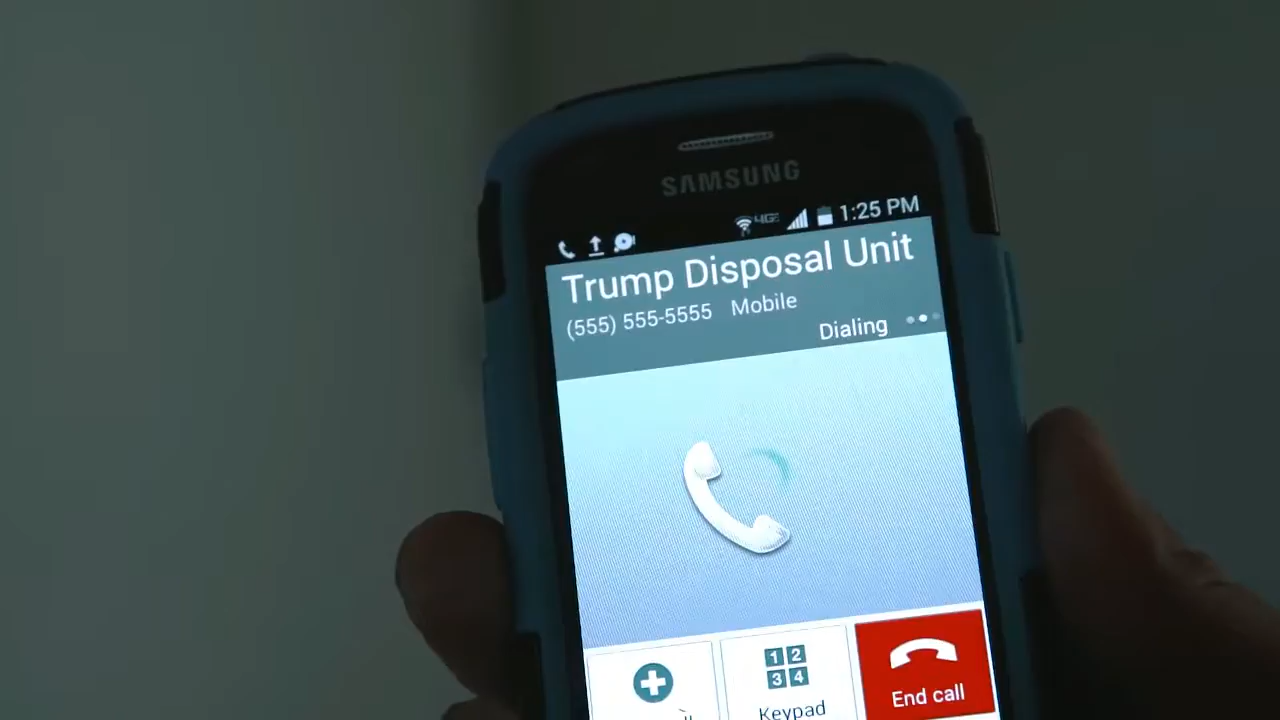 SAMSUNG
4G 1:25 PM
Trump Disposal Unit
(555) 555-5555 Mobile
Dialing
1 2
3 4
Keypad
End call